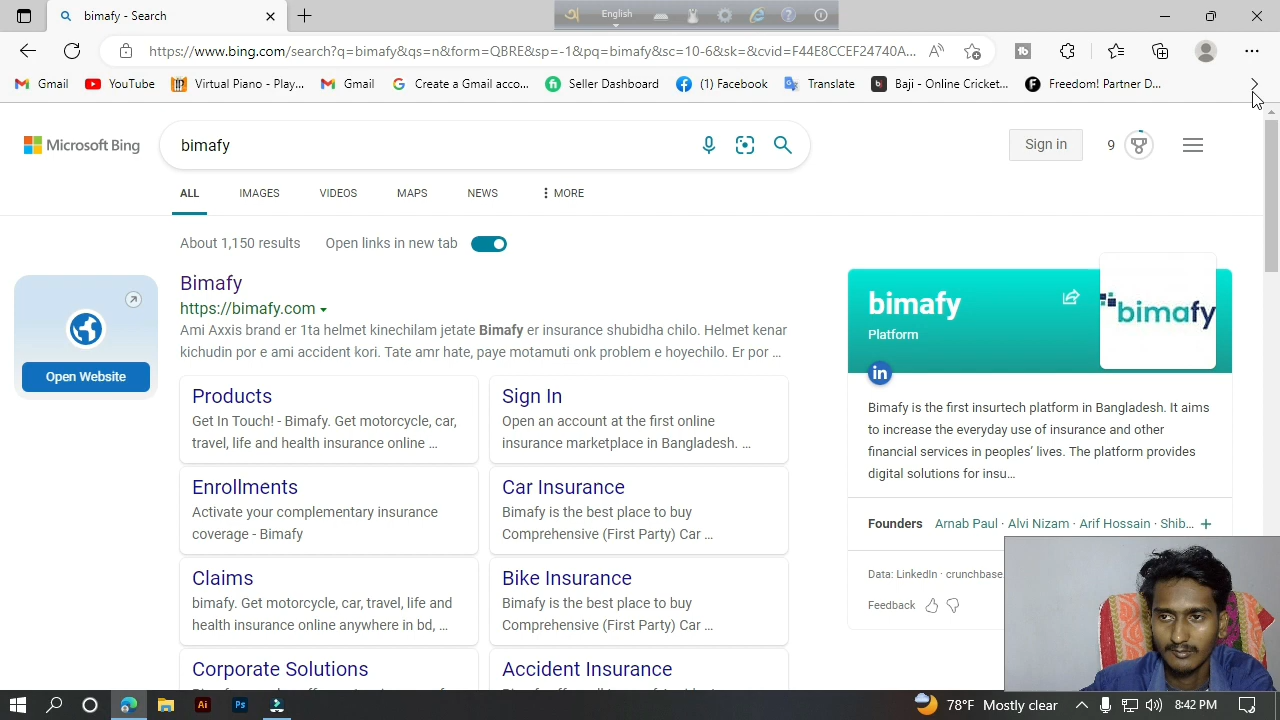 bimafy - Search
অ English
https://www.bing.com/search?q=bimafy&qs=n&form=QBRE&sp=-1&pq=bimafy&sc=10-6&sk=&cvid=F44E8CCEF24740A...
Gmail YouTube Virtual Piano - Play... Gmail Create a Gmail acco... Seller Dashboard (1) Facebook Translate Baji - Online Cricket... Freedom! Partner D...
Microsoft Bing
bimafy
Sign in
9
ALL IMAGES VIDEOS MAPS NEWS MORE
About 1,150 results Open links in new tab
Bimafy
https://bimafy.com
Ami Axxis brand er 1ta helmet kinechilam jetate Bimafy er insurance shubidha chilo. Helmet kenar
kichudin por e ami accident kori. Tate amr hate, paye motamuti onk problem e hoyechilo. Er por ...
Open Website
Products
Get In Touch! - Bimafy. Get motorcycle, car,
travel, life and health insurance online ...
Sign In
Open an account at the first online
insurance marketplace in Bangladesh. ...
Enrollments
Activate your complementary insurance
coverage - Bimafy
Car Insurance
Bimafy is the best place to buy
Comprehensive (First Party) Car ...
Claims
bimafy. Get motorcycle, car, travel, life and
health insurance online anywhere in bd, ...
Bike Insurance
Bimafy is the best place to buy
Comprehensive (First Party) Car ...
Corporate Solutions
Accident Insurance
bimafy
Platform
bimafy
in
Bimafy is the first insurtech platform in Bangladesh. It aims
to increase the everyday use of insurance and other
financial services in peoples' lives. The platform provides
digital solutions for insu...
Founders Arnab Paul · Alvi Nizam · Arif Hossain · Shib...
Data: LinkedIn · crunchbase
Feedback
Ai Ps
78°F Mostly clear 8:42 PM